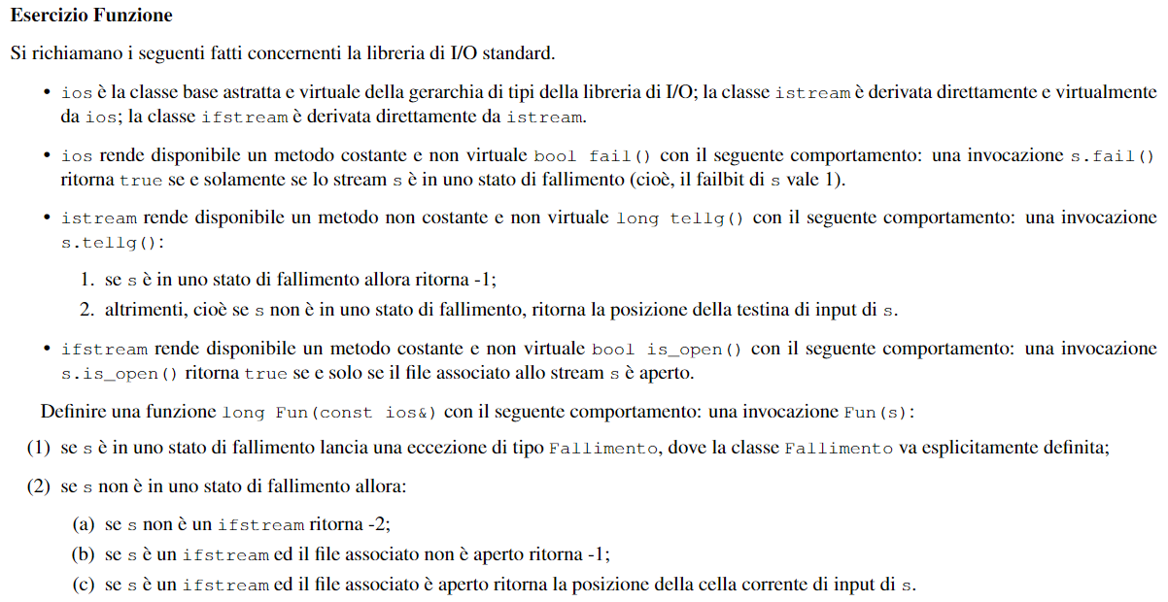 Esercizio Funzione
Si richiamano i seguenti fatti concernenti la libreria di I/O standard.
• ios è la classe base astratta e virtuale della gerarchia di tipi della libreria di I/O; la classe istream è derivata direttamente e virtualmente
da ios; la classe ifstream è derivata direttamente da istream.
• ios rende disponibile un metodo costante e non virtuale bool fail() con il seguente comportamento: una invocazione s.fail()
ritorna true se e solamente se lo stream s è in uno stato di fallimento (cioè, il failbit di s vale 1).
• istream rende disponibile un metodo non costante e non virtuale long tellg() con il seguente comportamento: una invocazione
s.tellg():
1. se s è in uno stato di fallimento allora ritorna -1;
2. altrimenti, cioè se s non è in uno stato di fallimento, ritorna la posizione della testina di input di s.
• ifstream rende disponibile un metodo costante e non virtuale bool is_open() con il seguente comportamento: una invocazione
s.is_open() ritorna true se e solo se il file associato allo stream s è aperto.
Definire una funzione long Fun(const ios&) con il seguente comportamento: una invocazione Fun(s):
(1) se s è in uno stato di fallimento lancia una eccezione di tipo Fallimento, dove la classe Fallimento va esplicitamente definita;
(2) se s non è in uno stato di fallimento allora:
(a) se s non è un ifstream ritorna -2;
(b) se s è un ifstream ed il file associato non è aperto ritorna -1;
(c) se s è un ifstream ed il file associato è aperto ritorna la posizione della cella corrente di input di s.